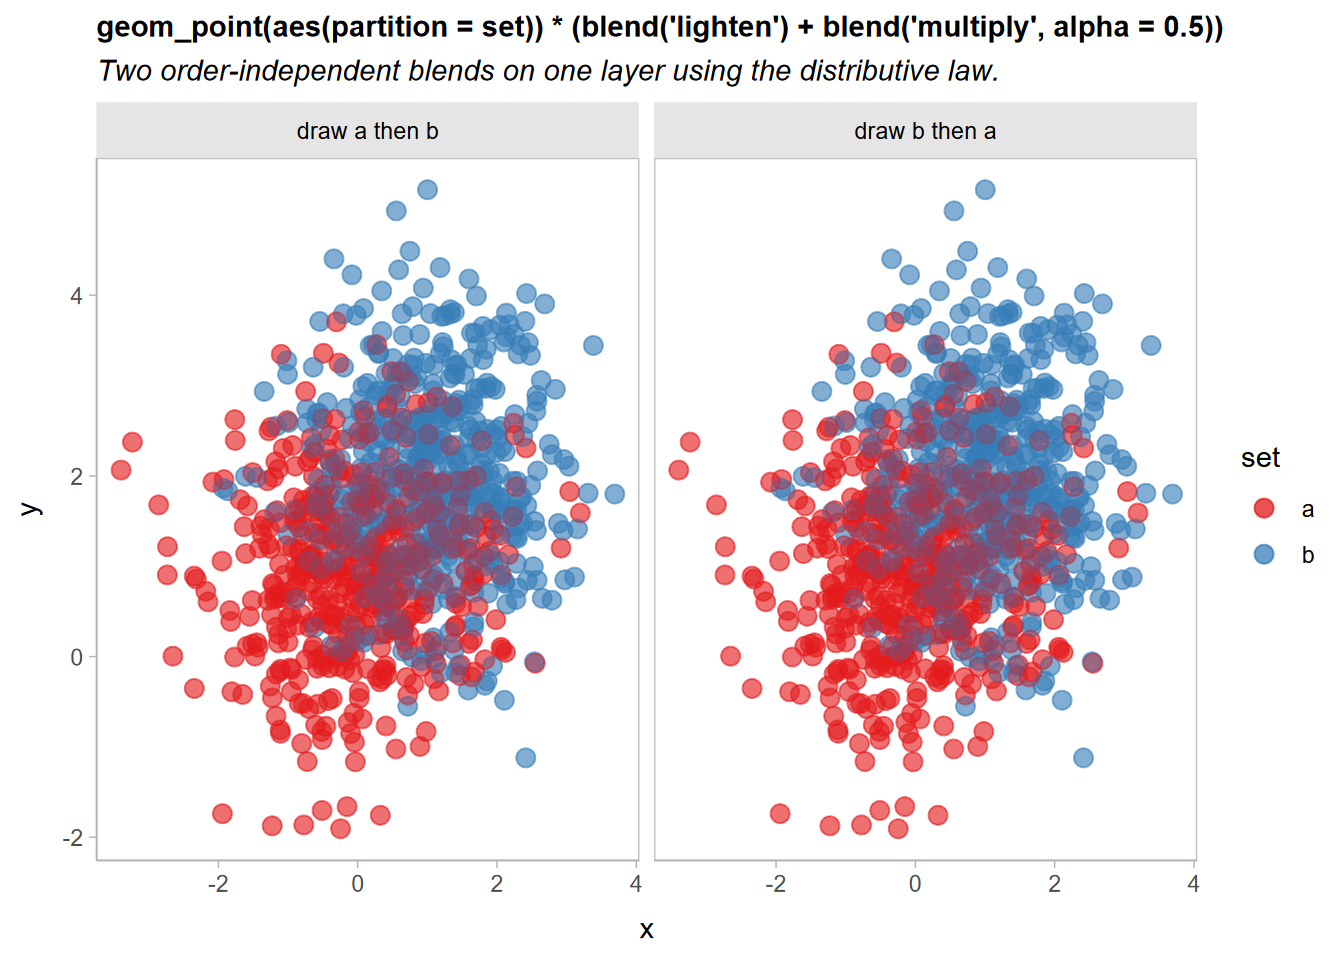 geom_point(aes(partition = set)) * (blend('lighten') + blend('multiply', alpha = 0.5))
Two order-independent blends on one layer using the distributive law.
draw a then b
draw b then a
4
2
0
-2
y
-2
0
2
4
-2
0
2
4
x
set
a
b